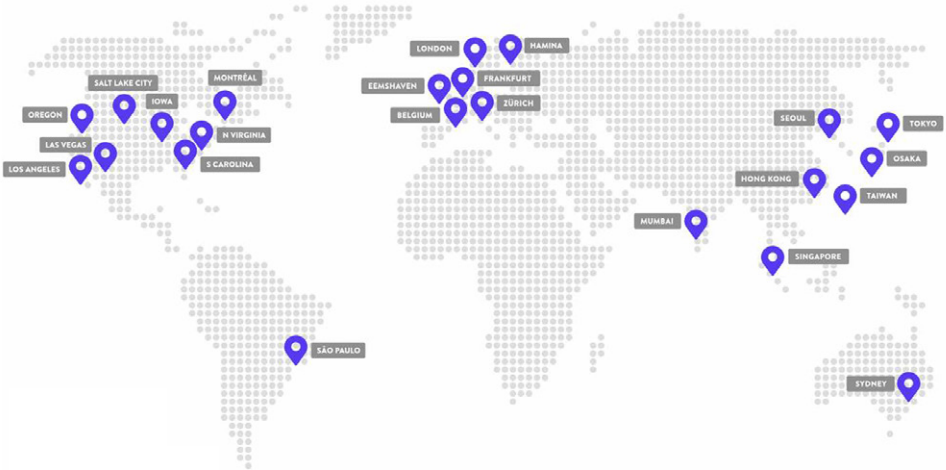 LONDON
HAMINA
EEMSHAVEN
FRANKFURT
BELGIUM
ZÜRICH
SALT LAKE CITY
MONTRÉAL
OREGON
IOWA
N VIRGINIA
LAS VEGAS
LOS ANGELES
S CAROLINA
SEOUL
TOKYO
OSAKA
HONG KONG
TAIWAN
MUMBAI
SINGAPORE
SÃO PAULO
SYDNEY